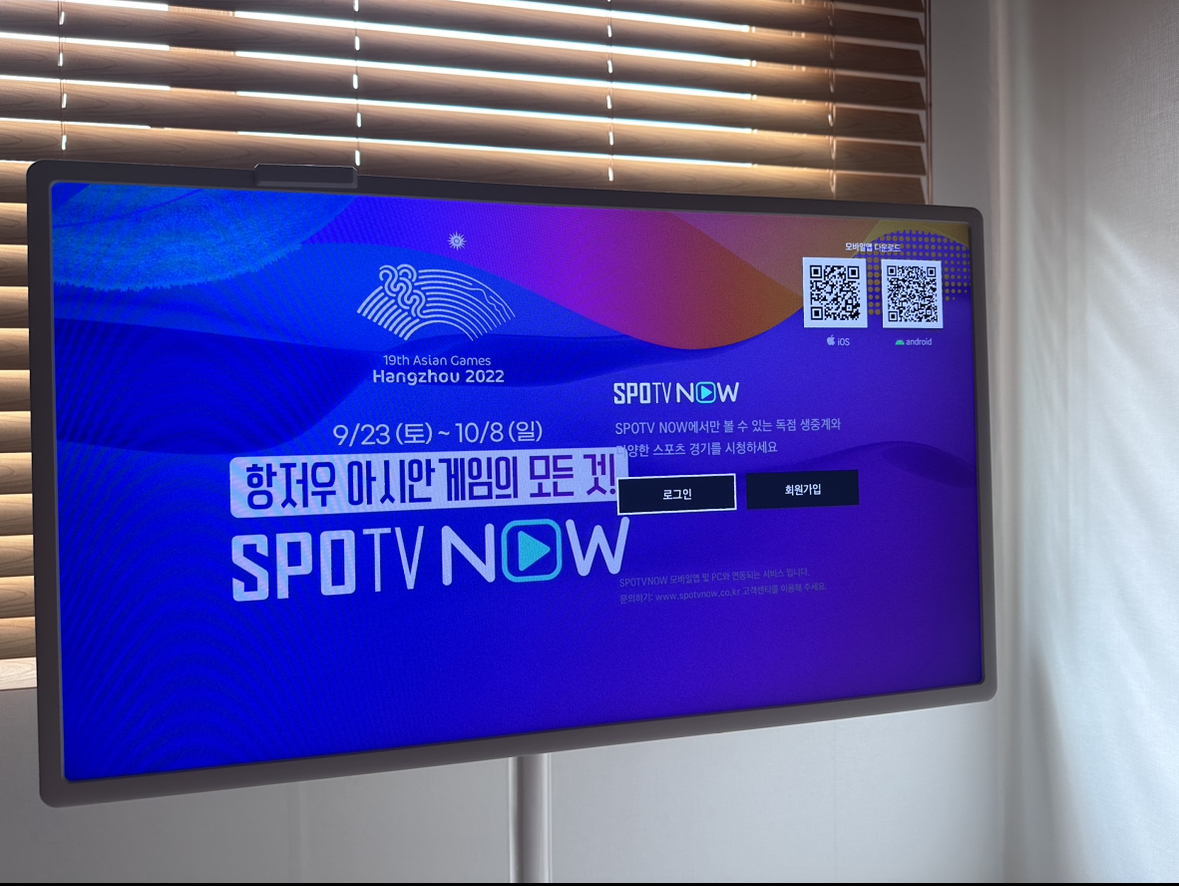 19th Asian Games
Hangzhou 2022
9/23 (토) ~ 10/8 (일)
항저우 아시안게임의 모든 것!
SPOTV NOW
모바일앱 다운로드
iOS
android
SPOTV NOW
SPOTV NOW에서만 볼 수 있는 독점 생중계와
다양한 스포츠 경기를 시청하세요
로그인
회원가입
SPOTVNOW 모바일앱 및 PC와 연동되는 서비스 입니다.
문의하기: www.spotvnow.co.kr 고객센터를 이용해 주세요.